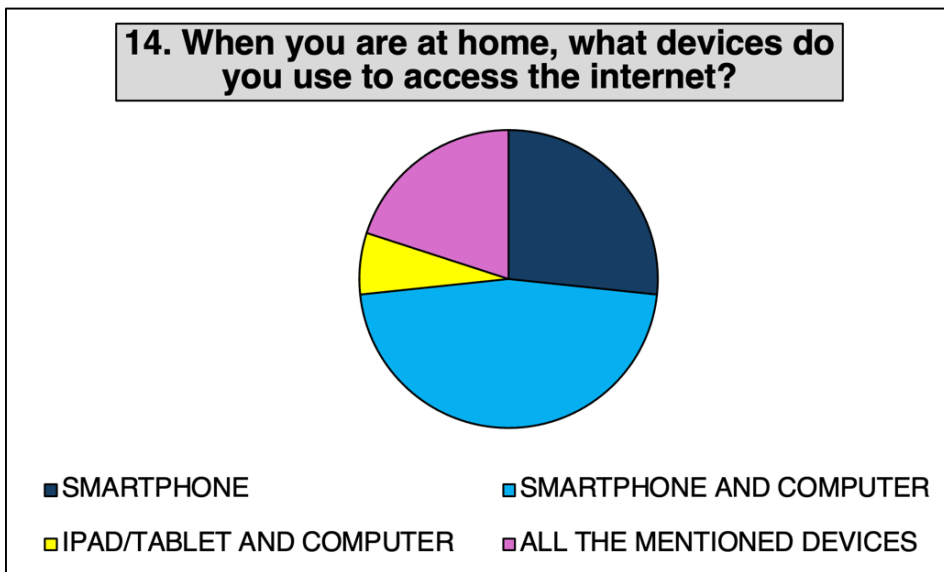 14. When you are at home, what devices do
you use to access the internet?
SMARTPHONE
SMARTPHONE AND COMPUTER
IPAD/TABLET AND COMPUTER
ALL THE MENTIONED DEVICES